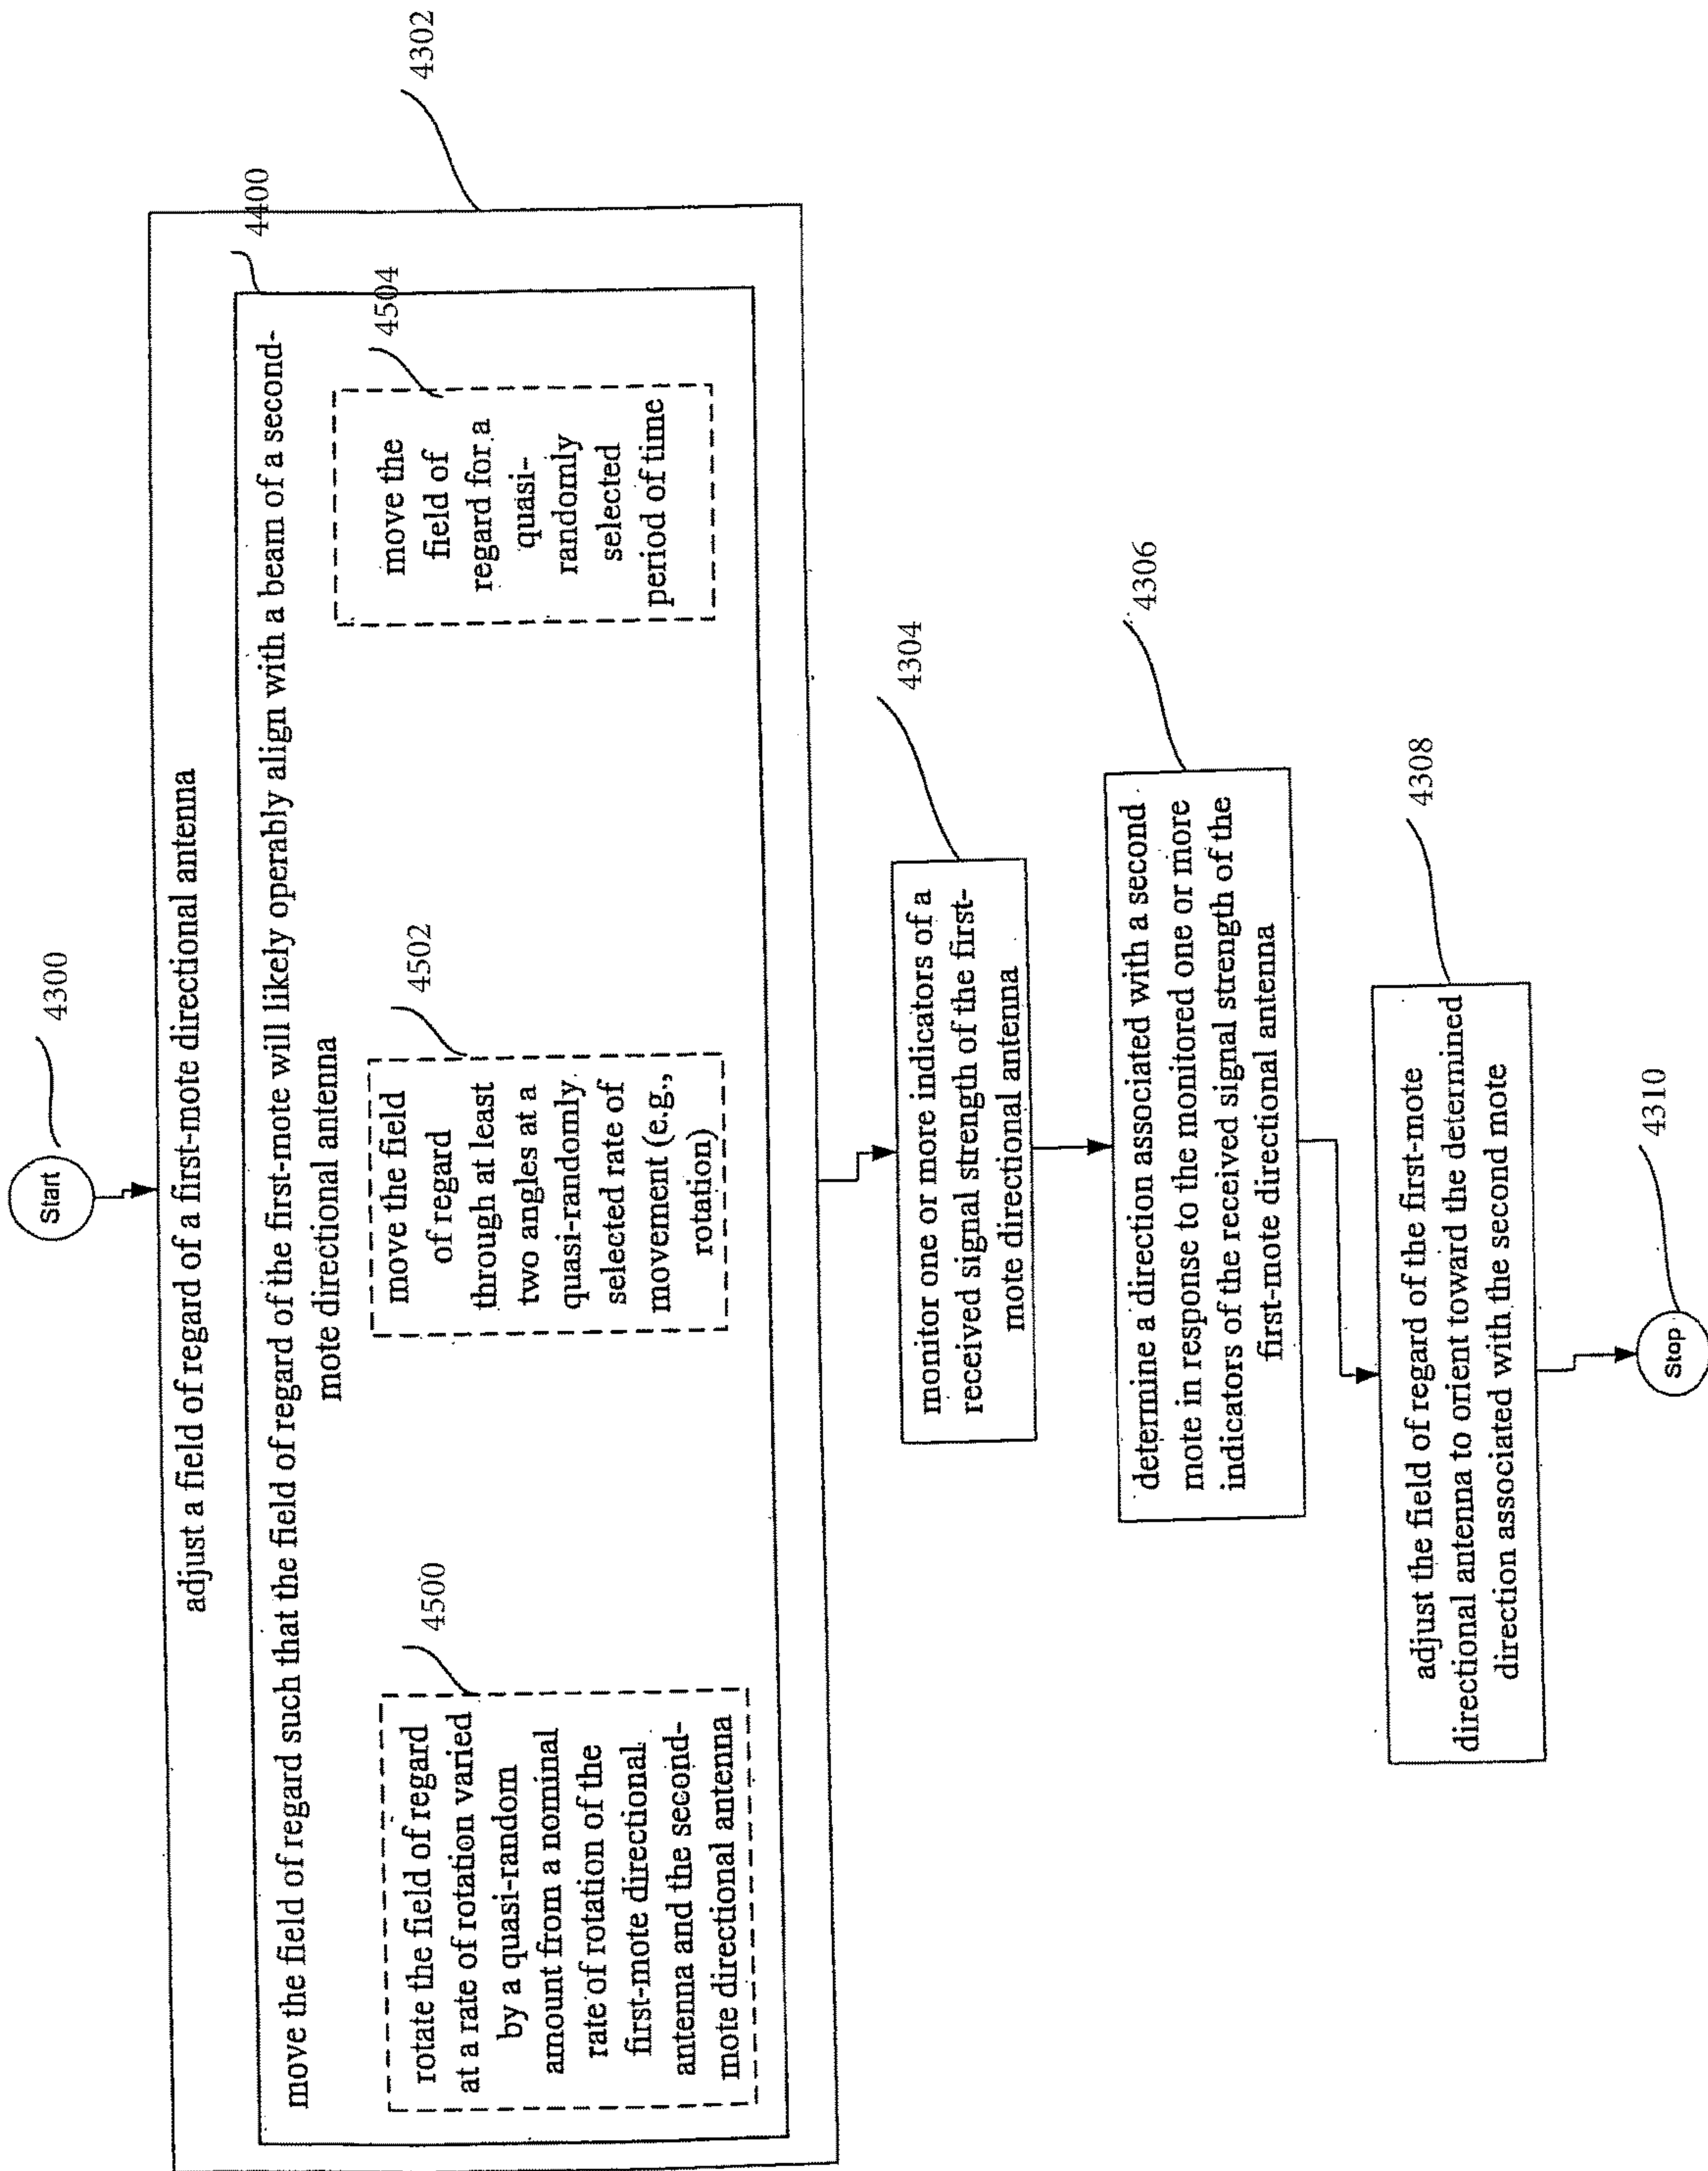 Start
4300
adjust a field of regard of a first-mote directional antenna
4302
move the field of regard such that the field of regard of the first-mote will likely operably align with a beam of a second-
mote directional antenna
4400
rotate the field of regard
at a rate of rotation varied
by a quasi-random
amount from a nominal
rate of rotation of the
first-mote directional
antenna and the second-
mote directional antenna
4500
move the field
of regard
through at least
two angles at a
quasi-randomly
selected rate of
movement (e.g.,
rotation)
4502
move the
field of
regard for a
quasi-
randomly
selected
period of time
4504
monitor one or more indicators of a
received signal strength of the first-
mote directional antenna
4304
determine a direction associated with a second
mote in response to the monitored one or more
indicators of the received signal strength of the
first-mote directional antenna
4306
adjust the field of regard of the first-mote
directional antenna to orient toward the determined
direction associated with the second mote
4308
Stop
4310